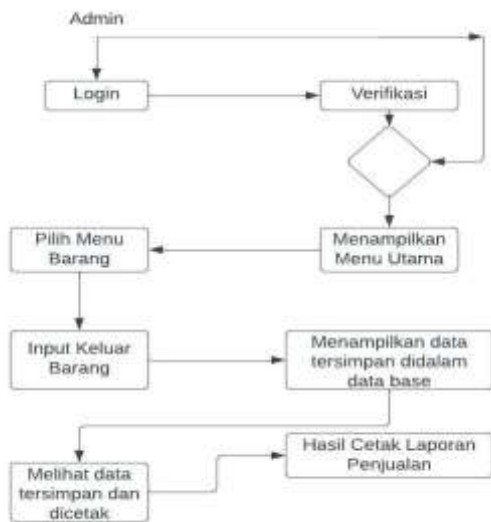 Admin
Login
Verifikasi
Pilih Menu
Barang
Menampilkan
Menu Utama
Input Keluar
Barang
Menampilkan data
tersimpan didalam
data base
Melihat data
tersimpan dan
dicetak
Hasil Cetak Laporan
Penjualan